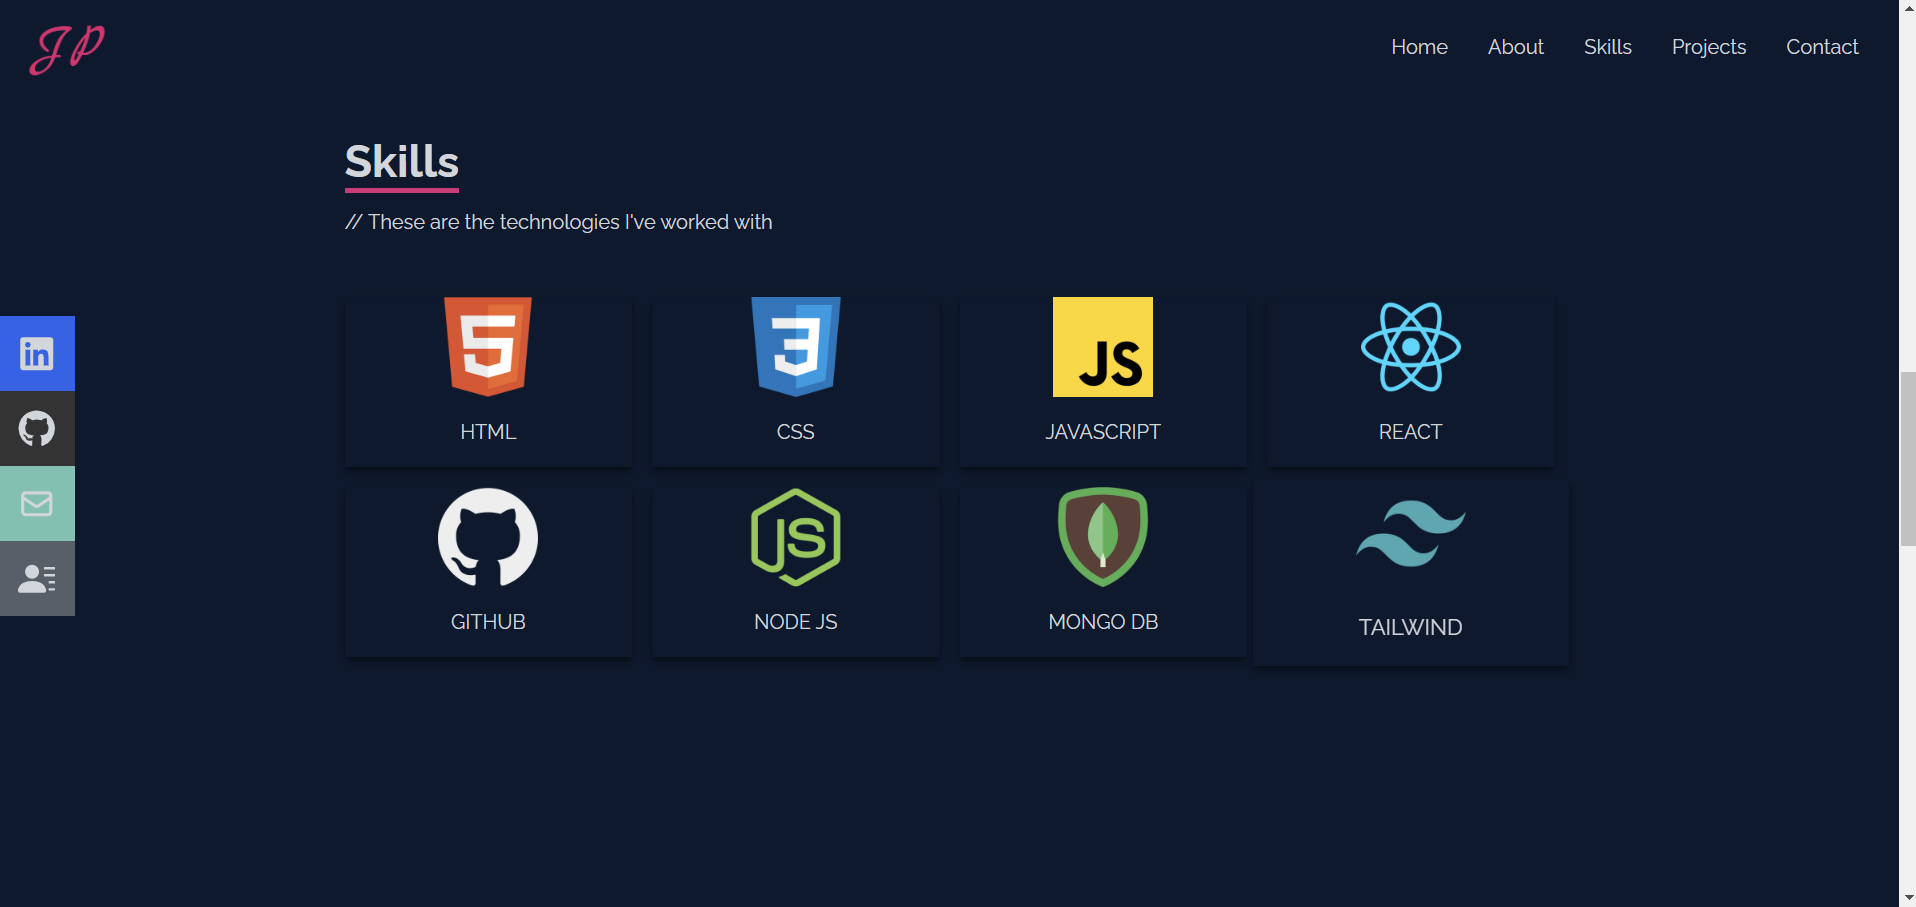 JP
Home About Skills Projects Contact
Skills
// These are the technologies I've worked with
in
5 3 JS
HTML CSS JAVASCRIPT REACT
JS
GITHUB NODE JS MONGO DB TAILWIND